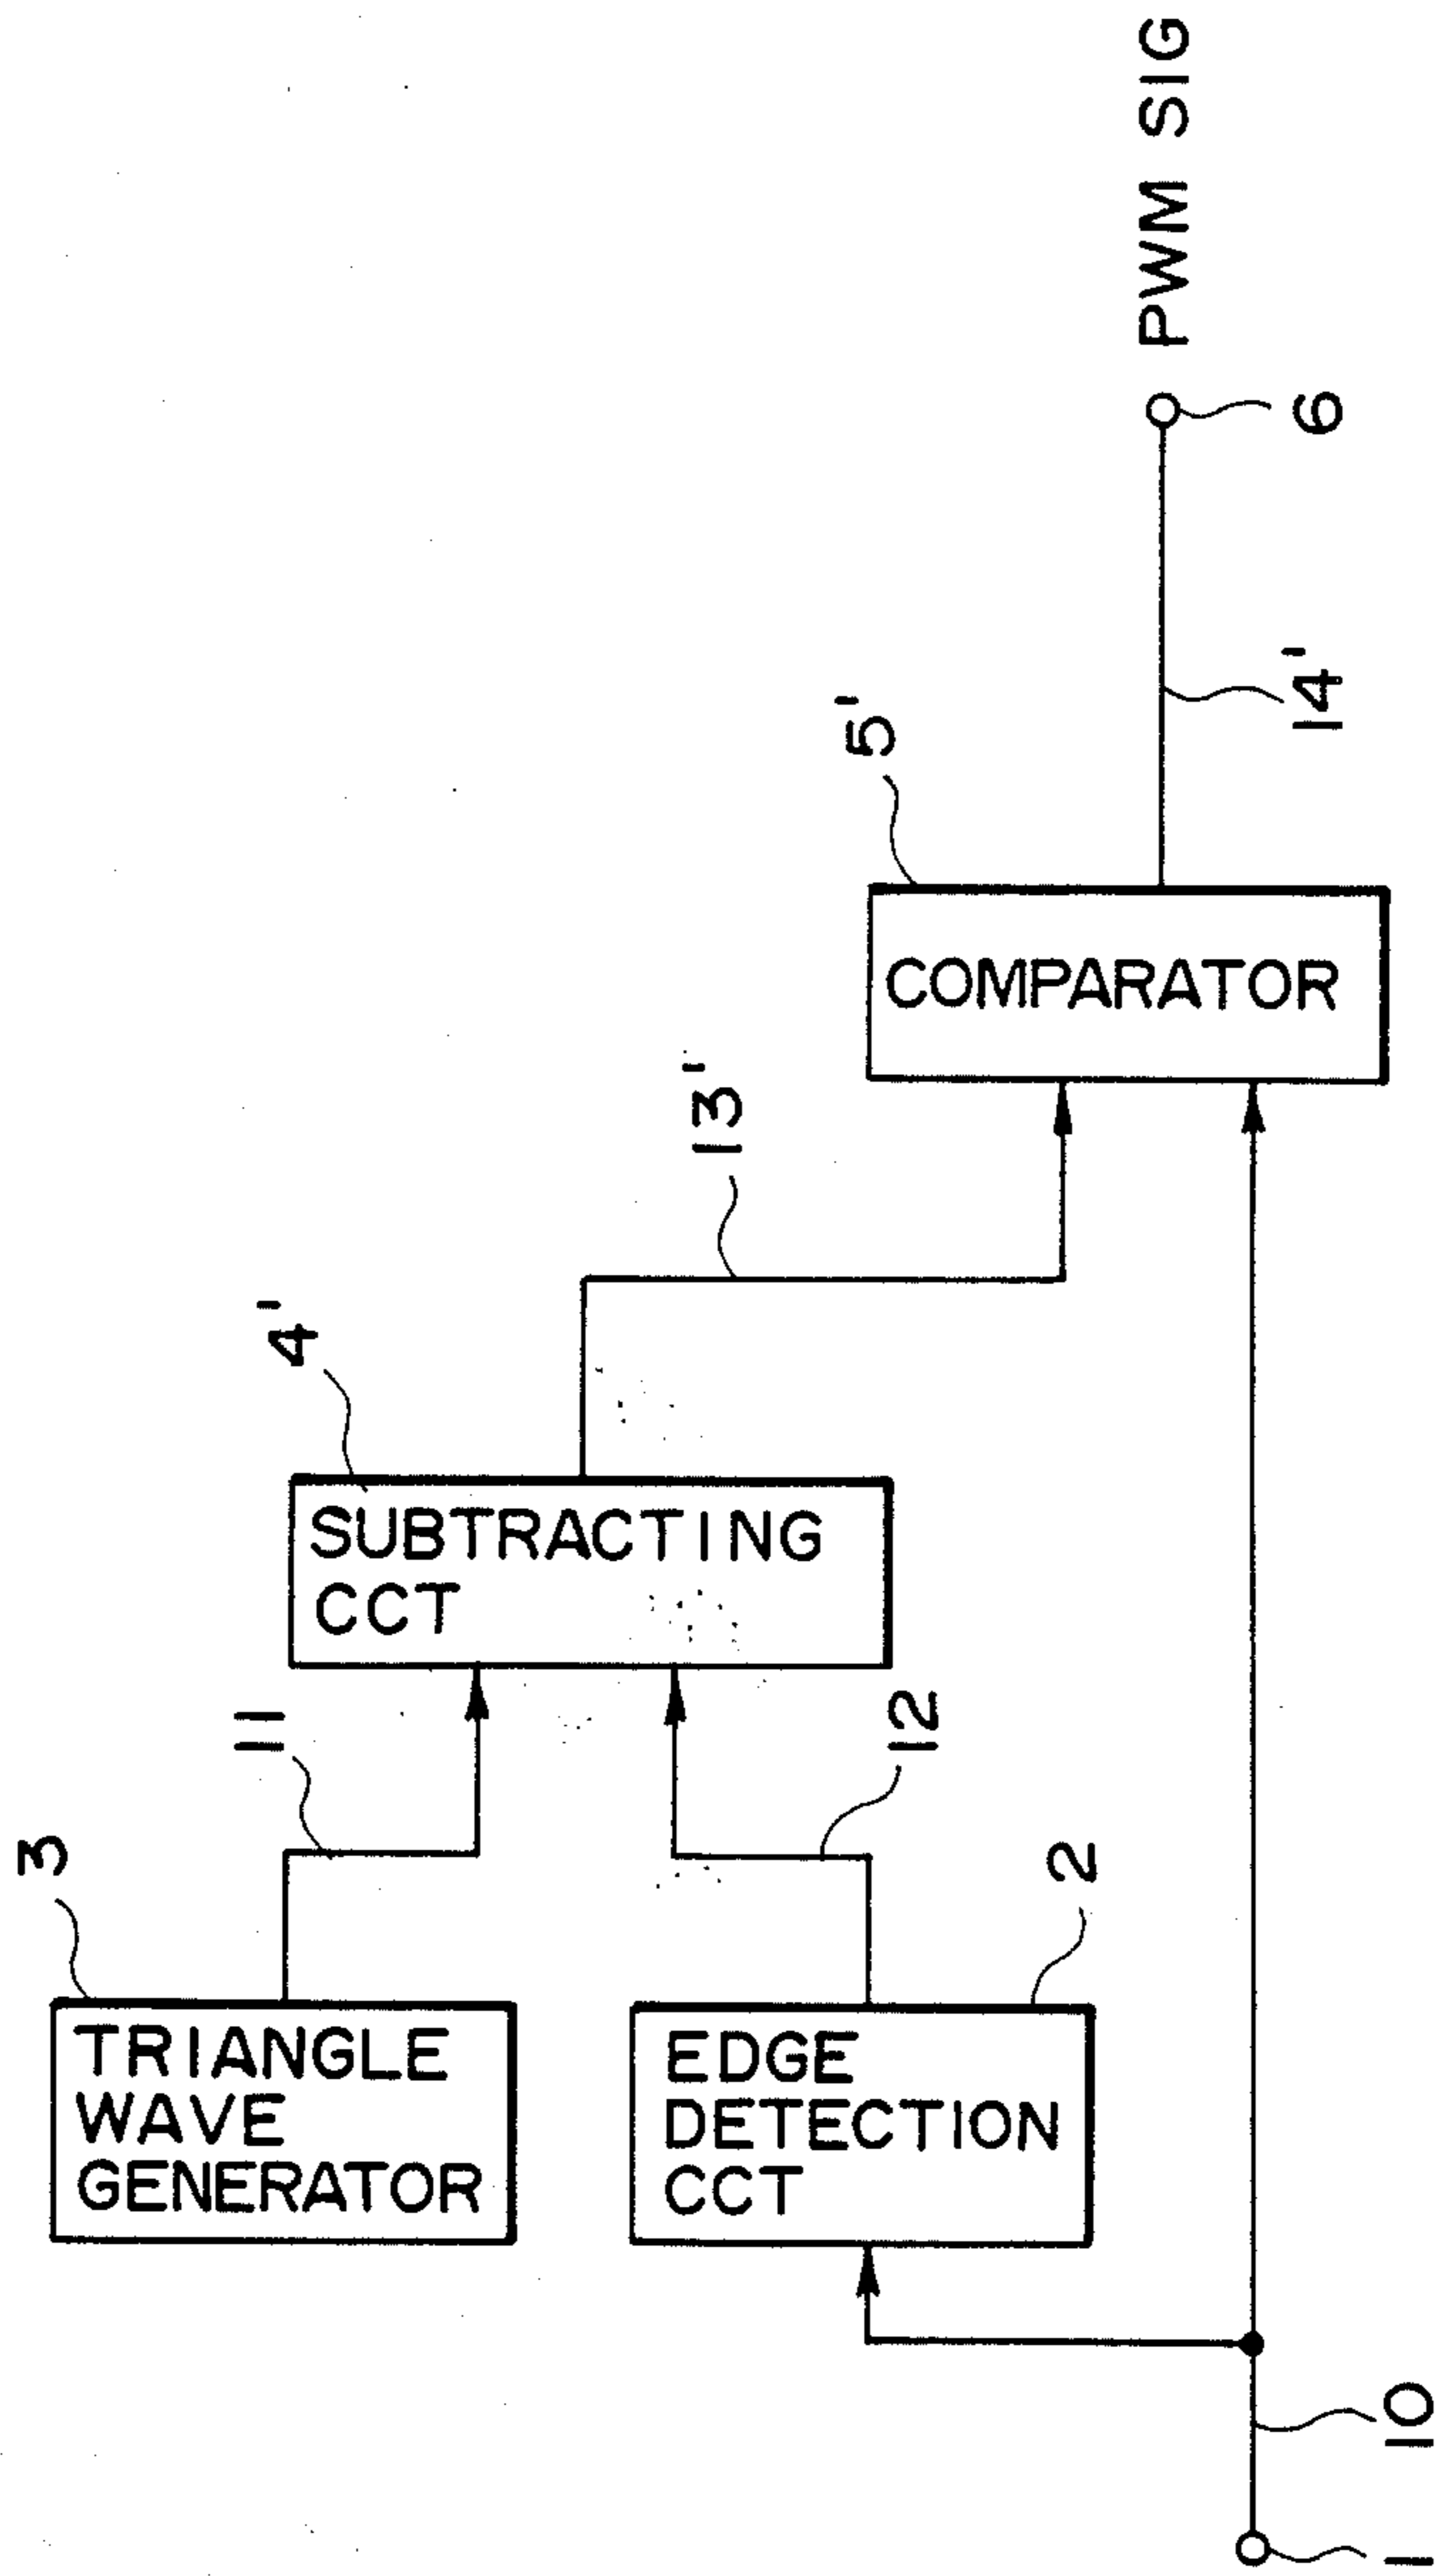 3
TRIANGLE
WAVE
GENERATOR
11
4'
SUBTRACTING
CCT
EDGE
DETECTION
CCT
2
12
13'
5'
COMPARATOR
14'
6
PWM SIG
1
10